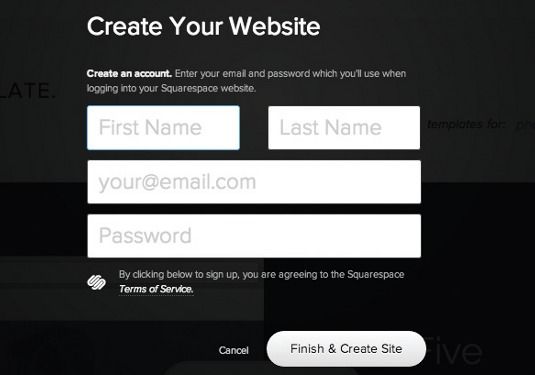 Create Your Website
Create an account. Enter your email and password which you'll use when
logging into your Squarespace website.
LATE.
First Name
Last Name
templates for:
your@email.com
Password
By clicking below to sign up, you are agreeing to the Squarespace
Terms of Service.
Cancel
Finish & Create Site
Five